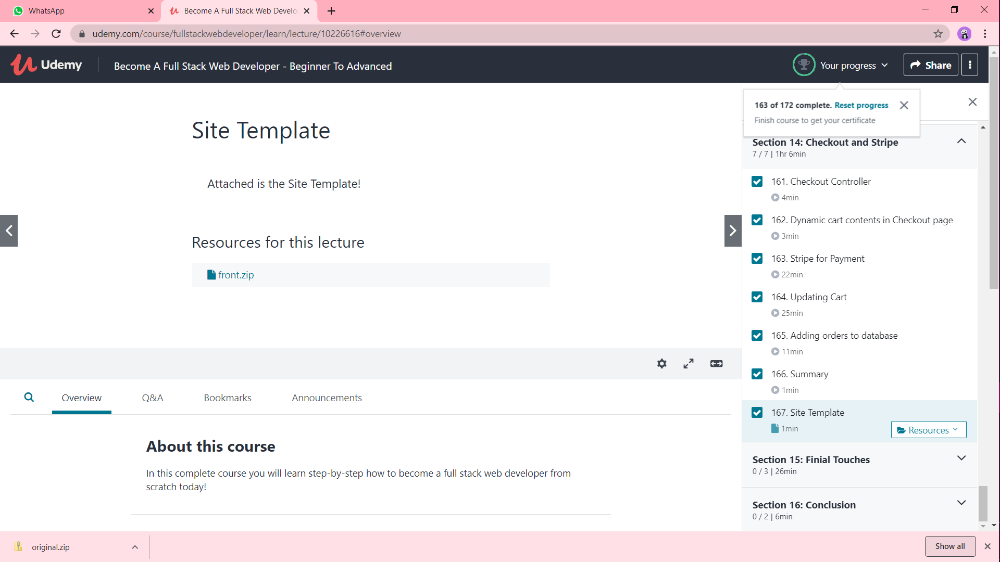 WhatsApp
Become A Full Stack Web Develo
udemy.com/course/fullstackwebdeveloper/learn/lecture/10226616#overview
Udemy
Become A Full Stack Web Developer - Beginner To Advanced
Your progress
Share
163 of 172 complete. Reset progress
Finish course to get your certificate
Site Template
Attached is the Site Template!
Resources for this lecture
front.zip
Overview
Q&A
Bookmarks
Announcements
About this course
In this complete course you will learn step-by-step how to become a full stack web developer from
scratch today!
Section 14: Checkout and Stripe
7 / 7 | 1hr 6min
161. Checkout Controller
4min
162. Dynamic cart contents in Checkout page
3min
163. Stripe for Payment
22min
164. Updating Cart
25min
165. Adding orders to database
11min
166. Summary
1min
167. Site Template
1min
Resources
Section 15: Finial Touches
0 / 3 | 26min
Section 16: Conclusion
0 / 2 | 6min
original.zip
Show all